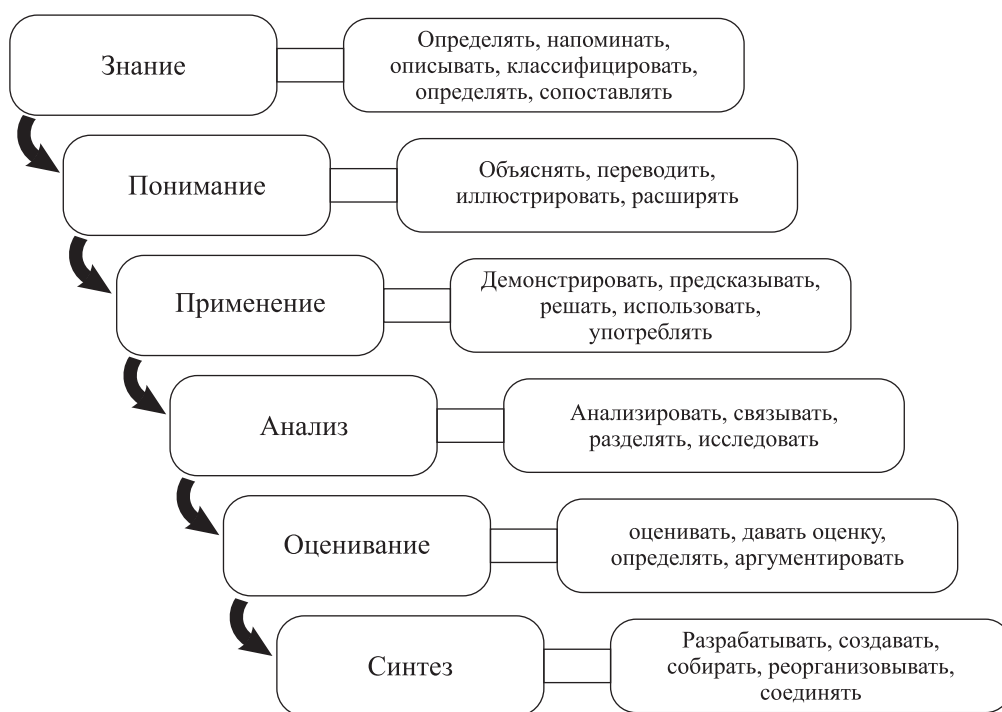 Знание
Определять, напоминать,
описывать, классифицировать,
определять, сопоставлять
Понимание
Объяснять, переводить,
иллюстрировать, расширять
Применение
Демонстрировать, предсказывать,
решать, использовать,
употреблять
Анализ
Анализировать, связывать,
разделять, исследовать
Оценивание
оценивать, давать оценку,
определять, аргументировать
Синтез
Разрабатывать, создавать,
собирать, реорганизовывать,
соединять